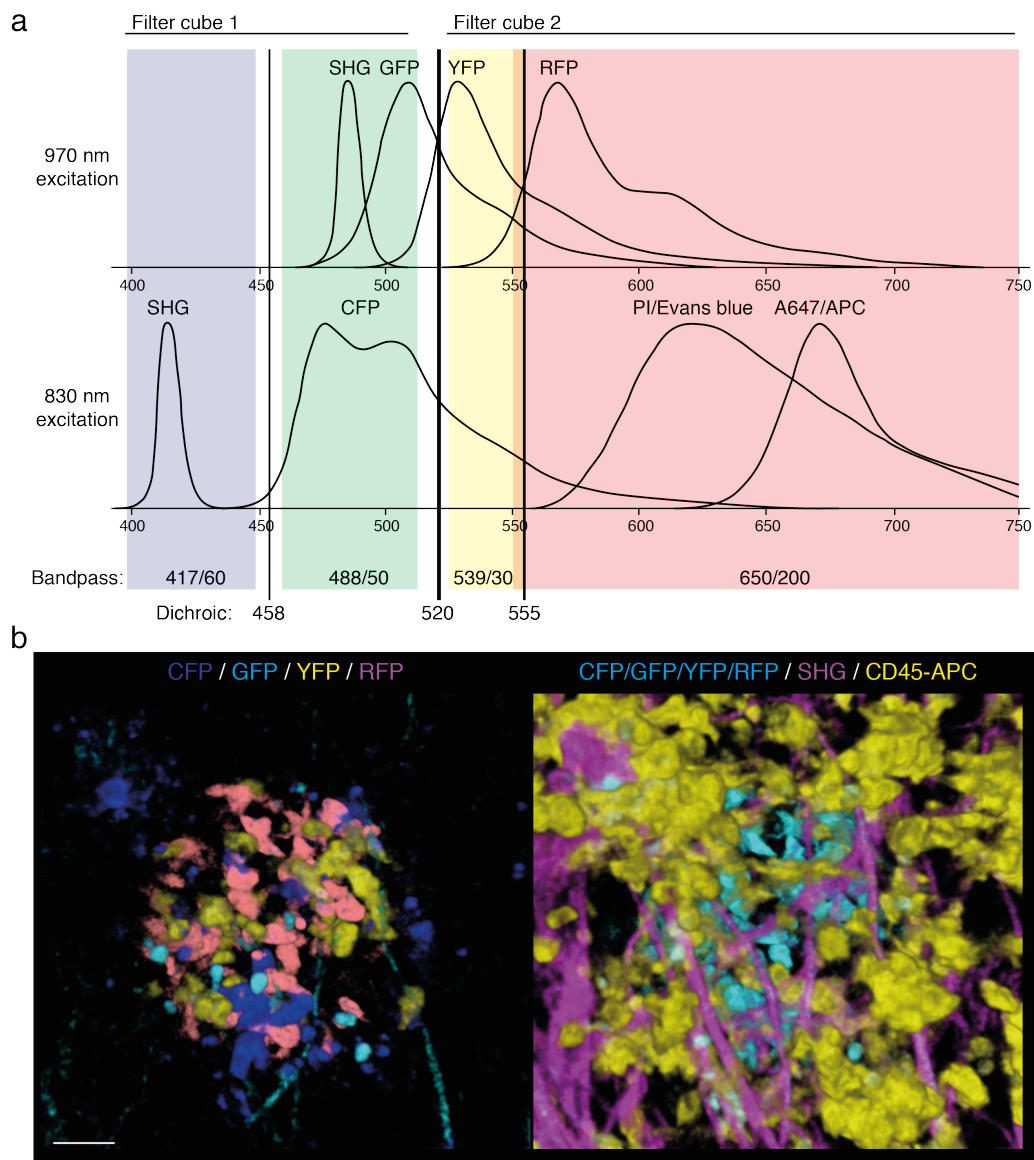 a
Filter cube 1 Filter cube 2
SHG GFP YFP RFP
970 nm
excitation
400 450 500 550 600 650 700 750
SHG CFP PI/Evans blue A647/APC
830 nm
excitation
400 450 500 550 600 650 700 750
Bandpass: 417/60 488/50 539/30 650/200
Dichroic: 458 520 555
b
CFP / GFP / YFP / RFP CFP/GFP/YFP/RFP / SHG / CD45-APC